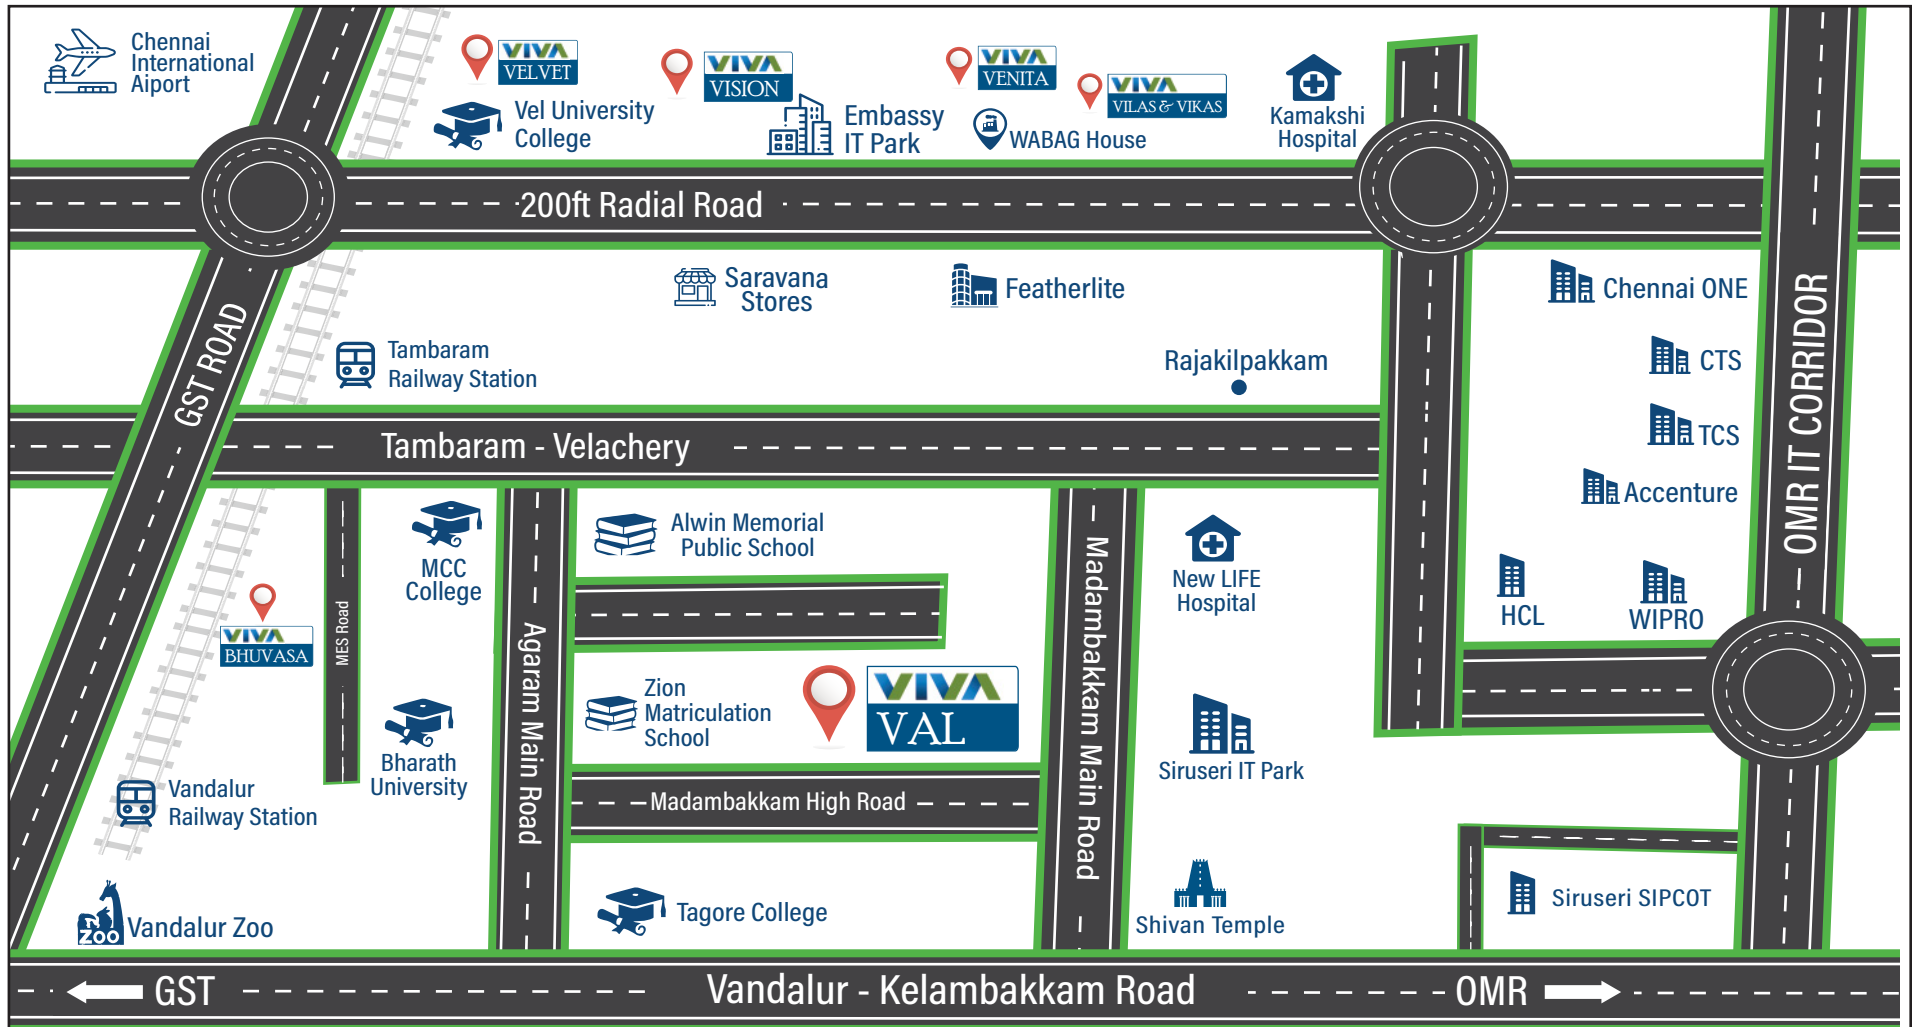 Chennai
International
Aiport
VIVA
VELVET
Vel University
College
VIVA
VISION
Embassy
IT Park
VIVA
VENITA
WABAG House
VIVA
VILAS & VIKAS
Kamakshi
Hospital
200ft Radial Road
Saravana
Stores
Featherlite
Chennai ONE
GST ROAD
Tambaram
Railway Station
Rajakilpakkam
CTS
OMR IT CORRIDOR
TCS
Tambaram - Velachery
Accenture
MCC
College
Alwin Memorial
Public School
New LIFE
Hospital
HCL
WIPRO
VIVA
BHUVASA
MES Road
Agaram Main Road
Madambakkam Main Road
Zion
Matriculation
School
VIVA
VAL
Bharath
University
Siruseri IT Park
Vandalur
Railway Station
Madambakkam High Road
ZOO
Vandalur Zoo
Tagore College
Shivan Temple
Siruseri SIPCOT
GST
Vandalur - Kelambakkam Road
OMR